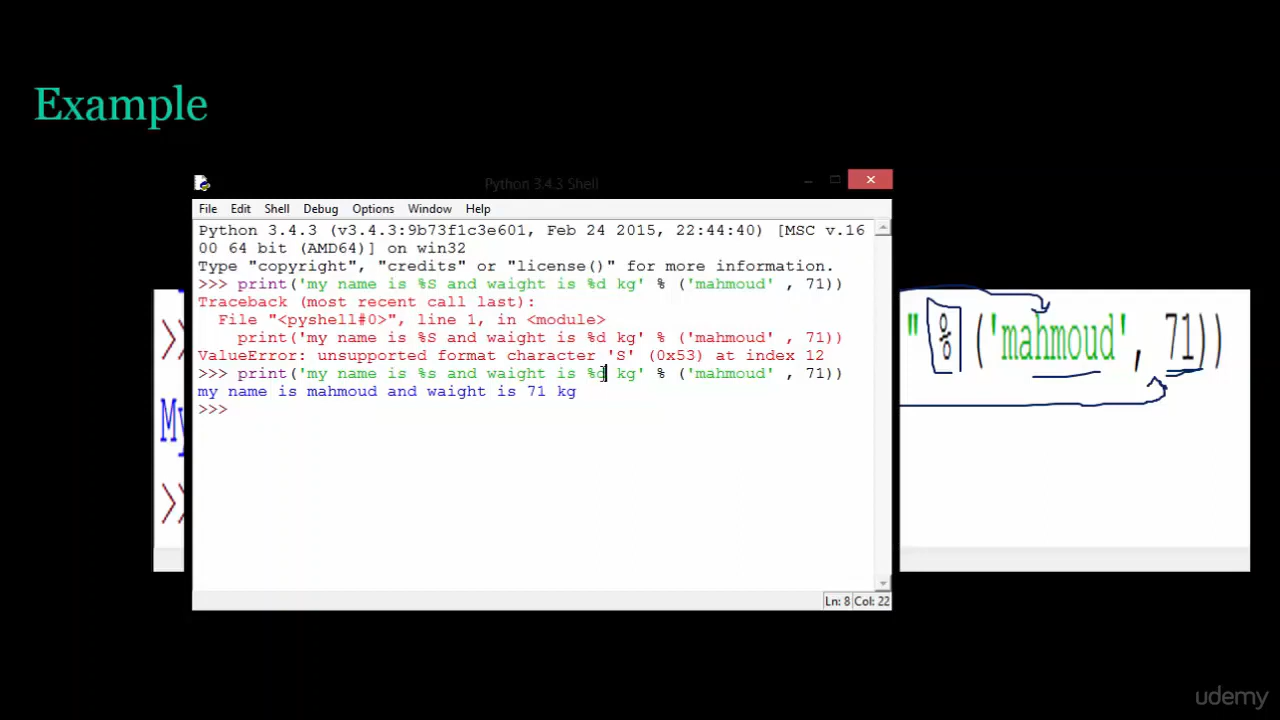 Example
Python 3.4.3 Shell
File Edit Shell Debug Options Window Help
Python 3.4.3 (v3.4.3:9b73f1c3e601, Feb 24 2015, 22:44:40) [MSC v.16
00 64 bit (AMD64)] on win32
Type "copyright", "credits" or "license()" for more information.
>>> print('my name is %S and waight is %d kg' % ('mahmoud' , 71))
Traceback (most recent call last):
  File "<pyshell#0>", line 1, in <module>
    print('my name is %S and waight is %d kg' % ('mahmoud' , 71))
ValueError: unsupported format character 'S' (0x53) at index 12
>>> print('my name is %s and waight is %d kg' % ('mahmoud' , 71))
my name is mahmoud and waight is 71 kg
>>>
Ln: 8 Col: 22
>>
" % ('mahmoud', 71))
My
>>
udemy